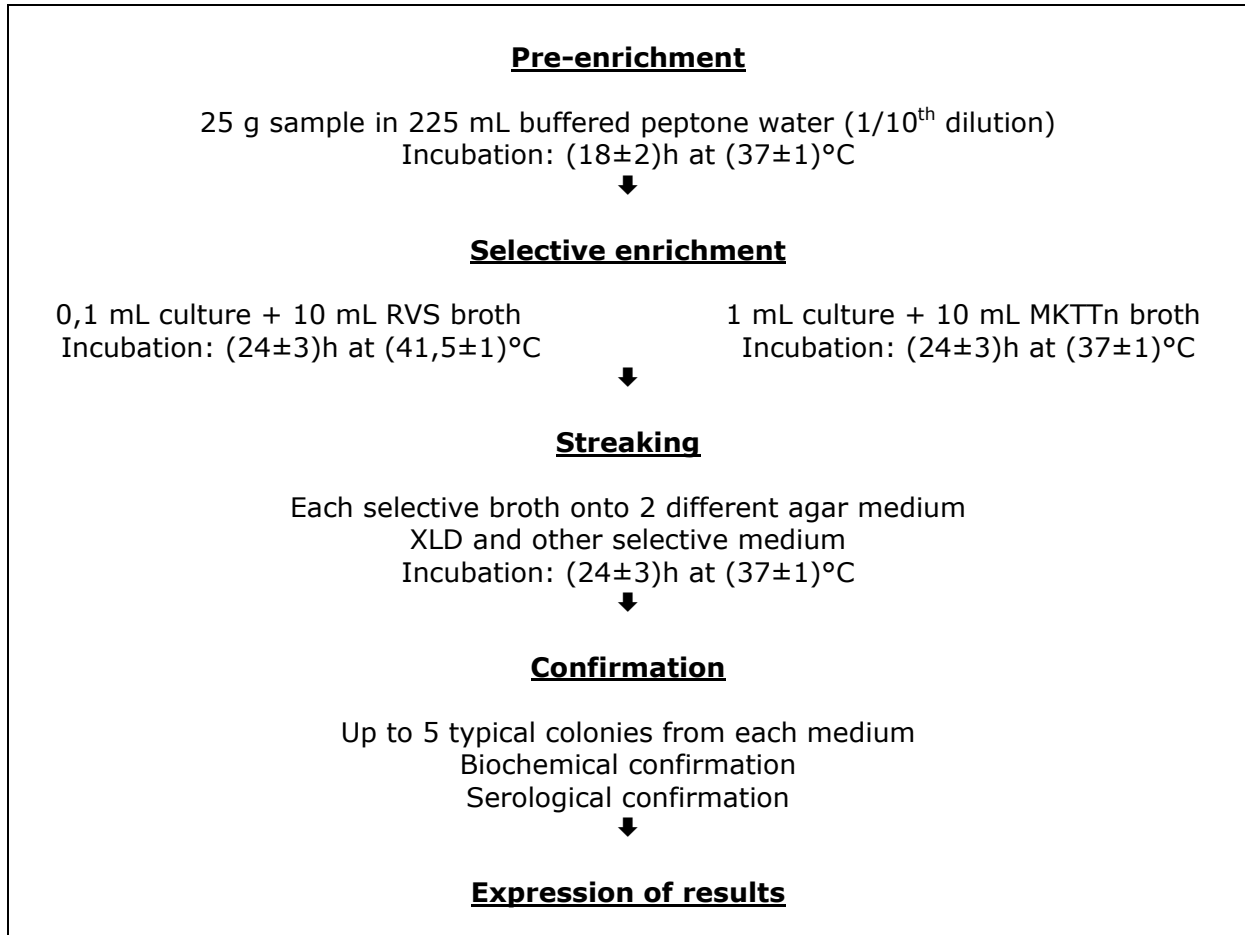 Pre-enrichment
25 g sample in 225 mL buffered peptone water (1/10th dilution)
Incubation: (18±2)h at (37±1)°C
Selective enrichment
0,1 mL culture + 10 mL RVS broth
Incubation: (24±3)h at (41,5±1)°C
1 mL culture + 10 mL MKTTn broth
Incubation: (24±3)h at (37±1)°C
Streaking
Each selective broth onto 2 different agar medium
XLD and other selective medium
Incubation: (24±3)h at (37±1)°C
Confirmation
Up to 5 typical colonies from each medium
Biochemical confirmation
Serological confirmation
Expression of results